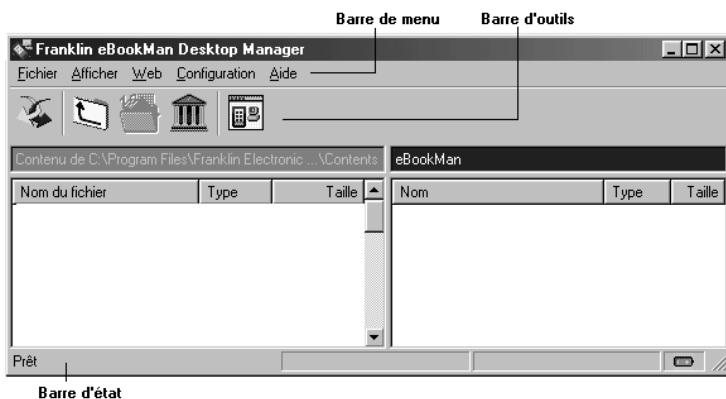 Barre de menu Barre d'outils
Franklin eBookMan Desktop Manager
Fichier Afficher Web Configuration Aide
Contenu de C:\Program Files\Franklin Electronic ...\Contents eBookMan
Nom du fichier Type Taille Nom Type Taille
Prêt
Barre d'état